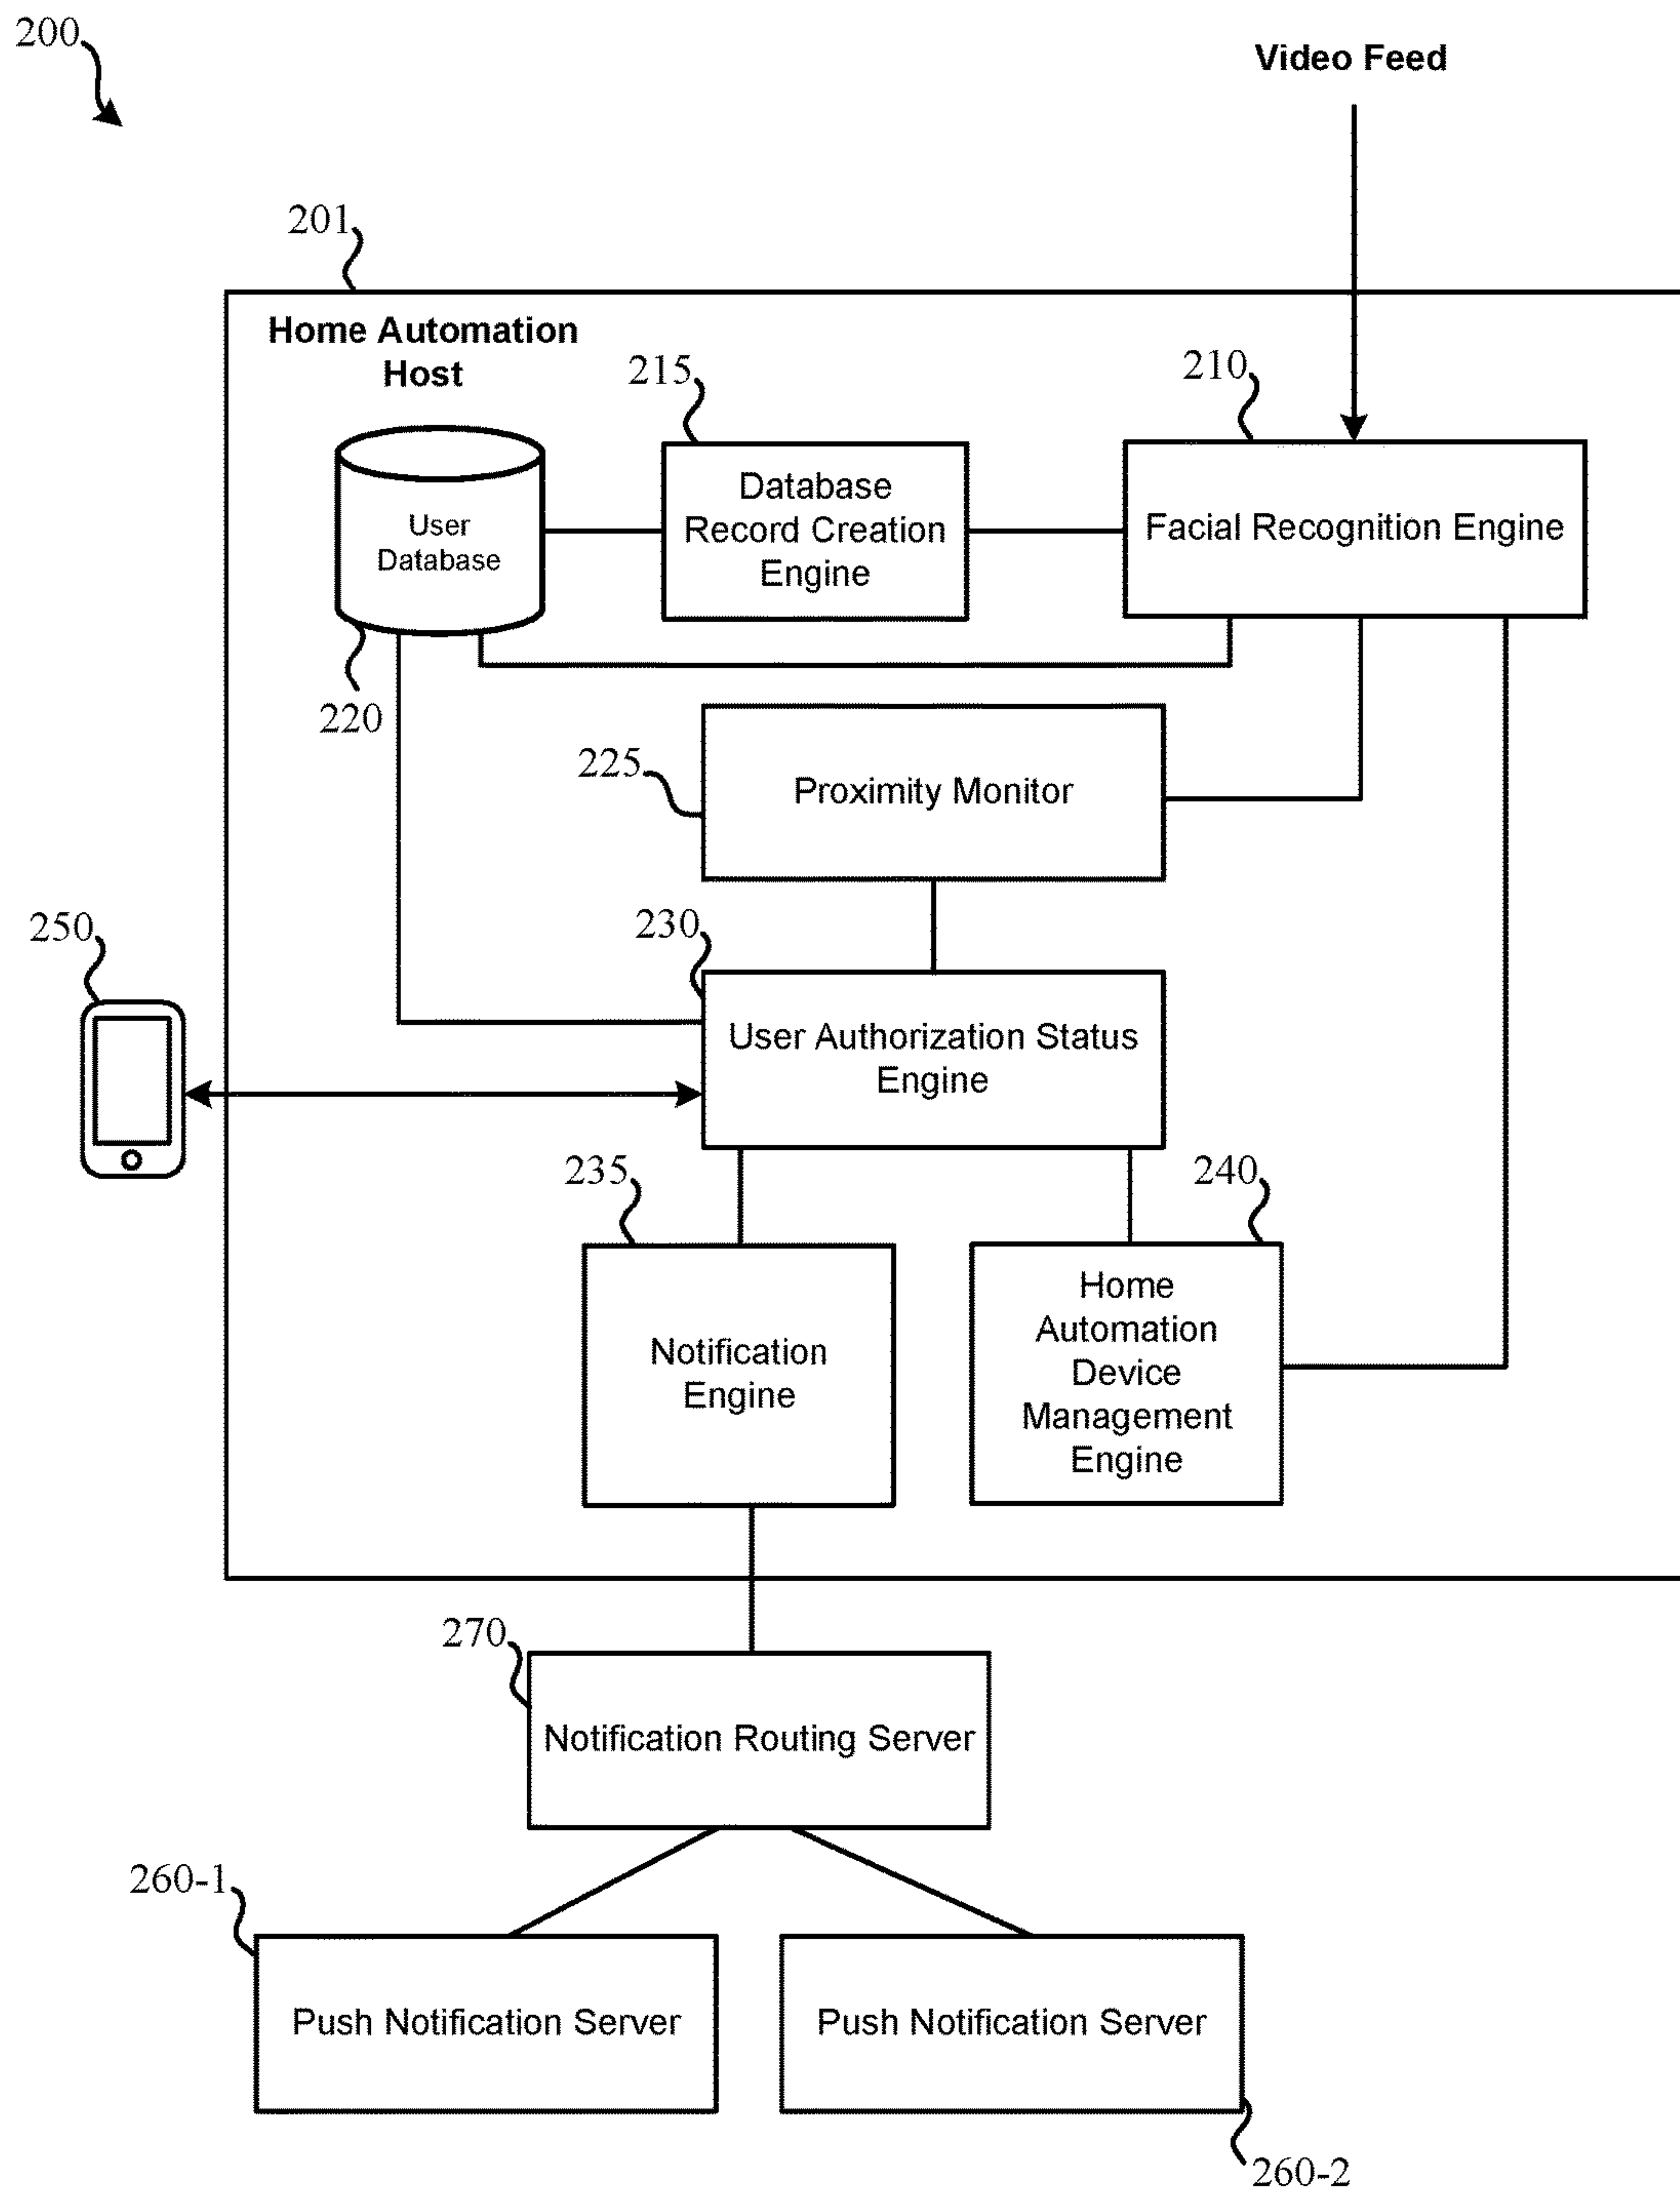 200
Video Feed
201
Home Automation
Host
215
210
Database
Record Creation
Engine
Facial Recognition Engine
User
Database
220
225
Proximity Monitor
230
250
User Authorization Status
Engine
235
240
Home
Automation
Device
Management
Engine
Notification
Engine
270
Notification Routing Server
260-1
Push Notification Server
Push Notification Server
260-2